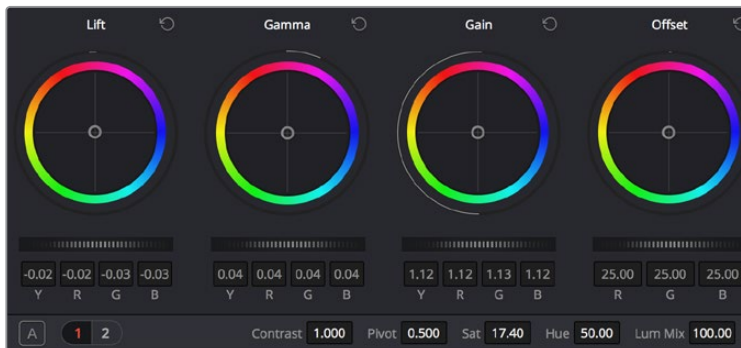 Lift Gamma Gain Offset
-0.02 -0.02 -0.03 -0.03 0.04 0.04 0.04 0.04 1.12 1.12 1.13 1.12 25.00 25.00 25.00
Y R G B Y R G B Y R G B R G B
A 1 2 Contrast 1.000 Pivot 0.500 Sat 17.40 Hue 50.00 Lum Mix 100.00